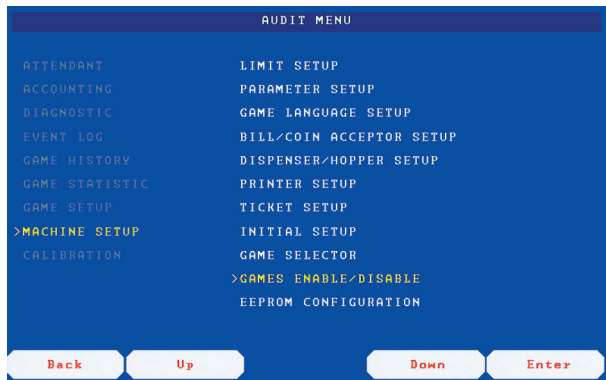 AUDIT MENU
ATTENDANT
ACCOUNTING
DIAGNOSTIC
EVENT LOG
GAME HISTORY
GAME STATISTIC
GAME SETUP
>MACHINE SETUP
CALIBRATION
LIMIT SETUP
PARAMETER SETUP
GAME LANGUAGE SETUP
BILL/COIN ACCEPTOR SETUP
DISPENSER/HOPPER SETUP
PRINTER SETUP
TICKET SETUP
INITIAL SETUP
GAME SELECTOR
>GAMES ENABLE/DISABLE
EEPROM CONFIGURATION
Back Up Down Enter